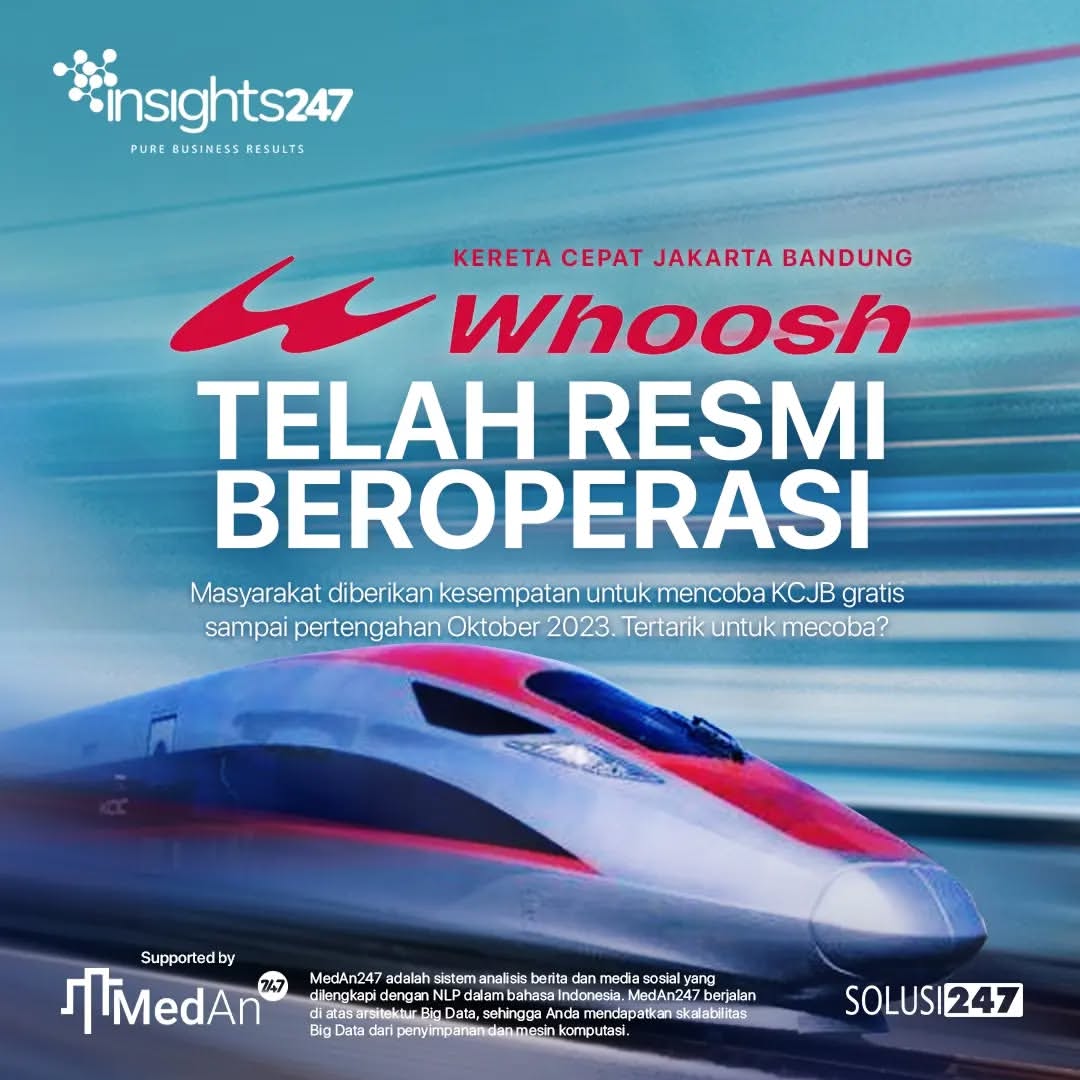 insights247
PURE BUSINESS RESULTS
KERETA CEPAT JAKARTA BANDUNG
Whoosh
TELAH RESMI
BEROPERASI
Masyarakat diberikan kesempatan untuk mencoba KCJB gratis
sampai pertengahan Oktober 2023. Tertarik untuk mecoba?
Supported by
MedAn 247
MedAn247 adalah sistem analisis berita dan media sosial yang
dilengkapi dengan NLP dalam bahasa Indonesia. MedAn247 berjalan
di atas arsitektur Big Data, sehingga Anda mendapatkan skalabilitas
Big Data dari penyimpanan dan mesin komputasi.
SOLUSI247